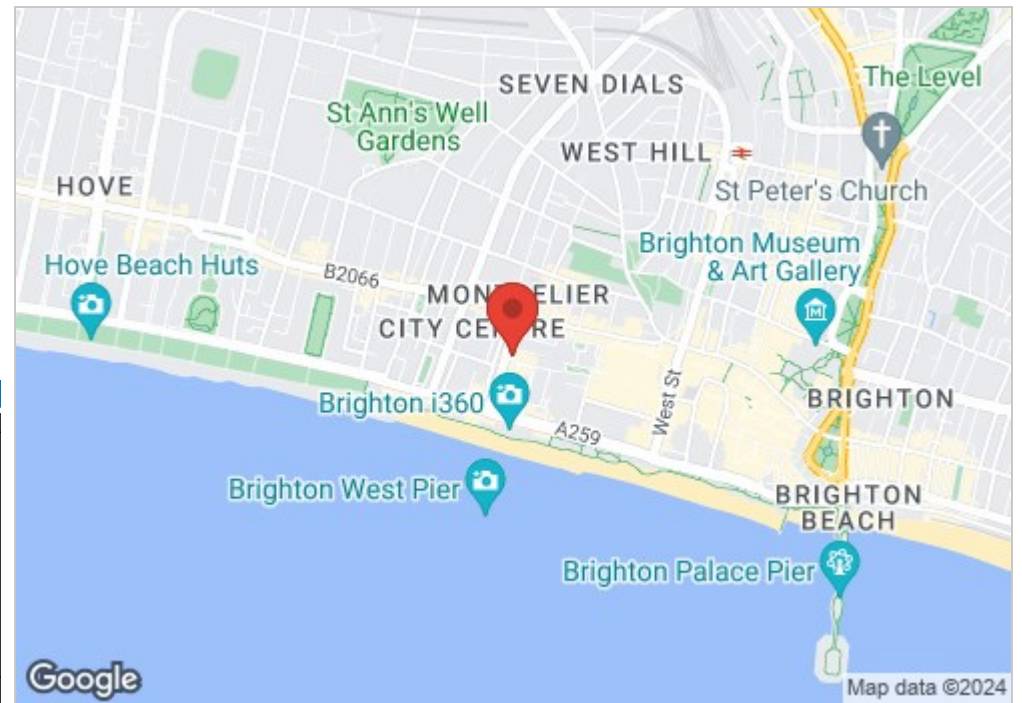 SEVEN DIALS
The Level
St Ann's Well
Gardens
WEST HILL
HOVE
St Peter's Church
Brighton Museum
& Art Gallery
Hove Beach Huts
B2066
CITY
Brighton i360
A259
West St
BRIGHTON
Brighton West Pier
BRIGHTON
BEACH
Brighton Palace Pier
Google
Map data ©2024